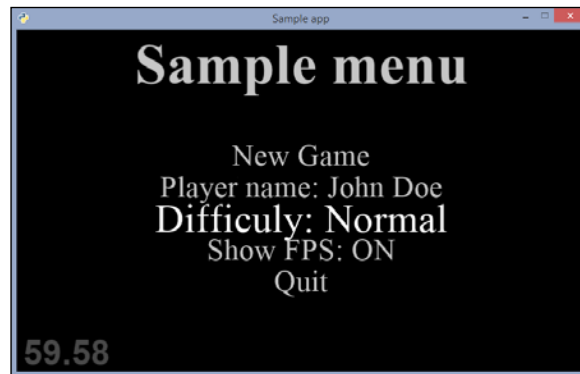 Sample app
Sample menu
New Game
Player name: John Doe
Difficuly: Normal
Show FPS: ON
Quit
59.58